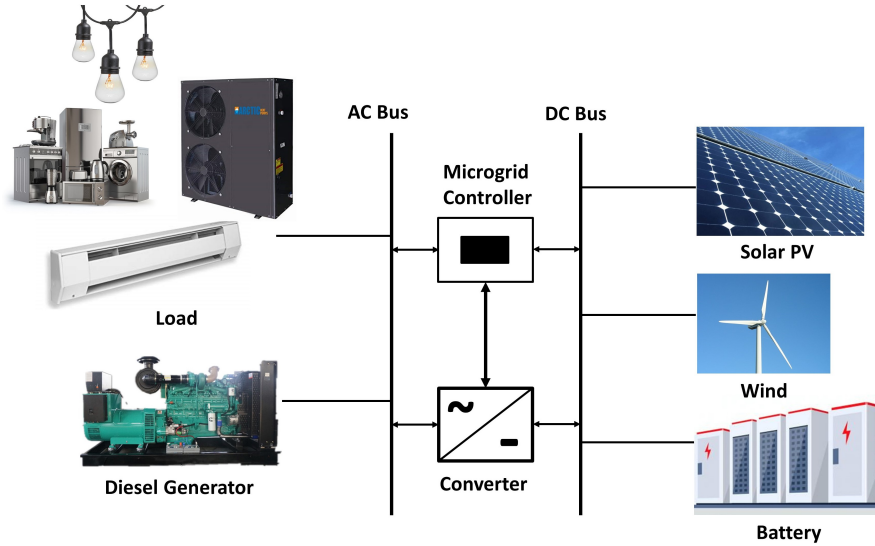 AC Bus
DC Bus
Microgrid
Controller
Solar PV
Load
Wind
Diesel Generator
Converter
Battery